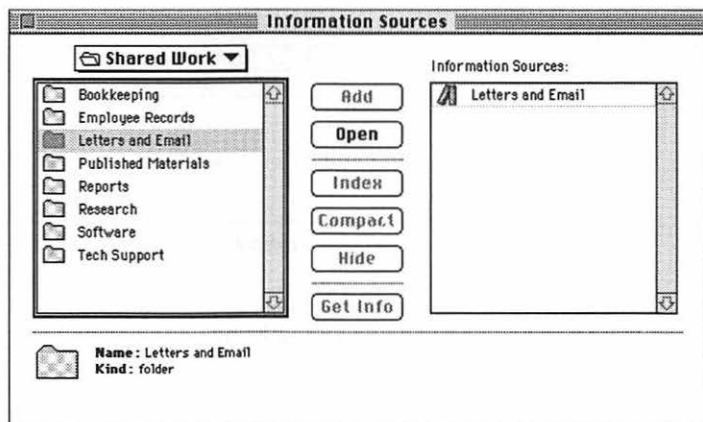 Information Sources
Shared Work
Information Sources:
Bookkeeping
Employee Records
Letters and Email
Published Materials
Reports
Research
Software
Tech Support
Add
Open
Index
Compact
Hide
Get Info
Letters and Email
Name: Letters and Email
Kind: folder